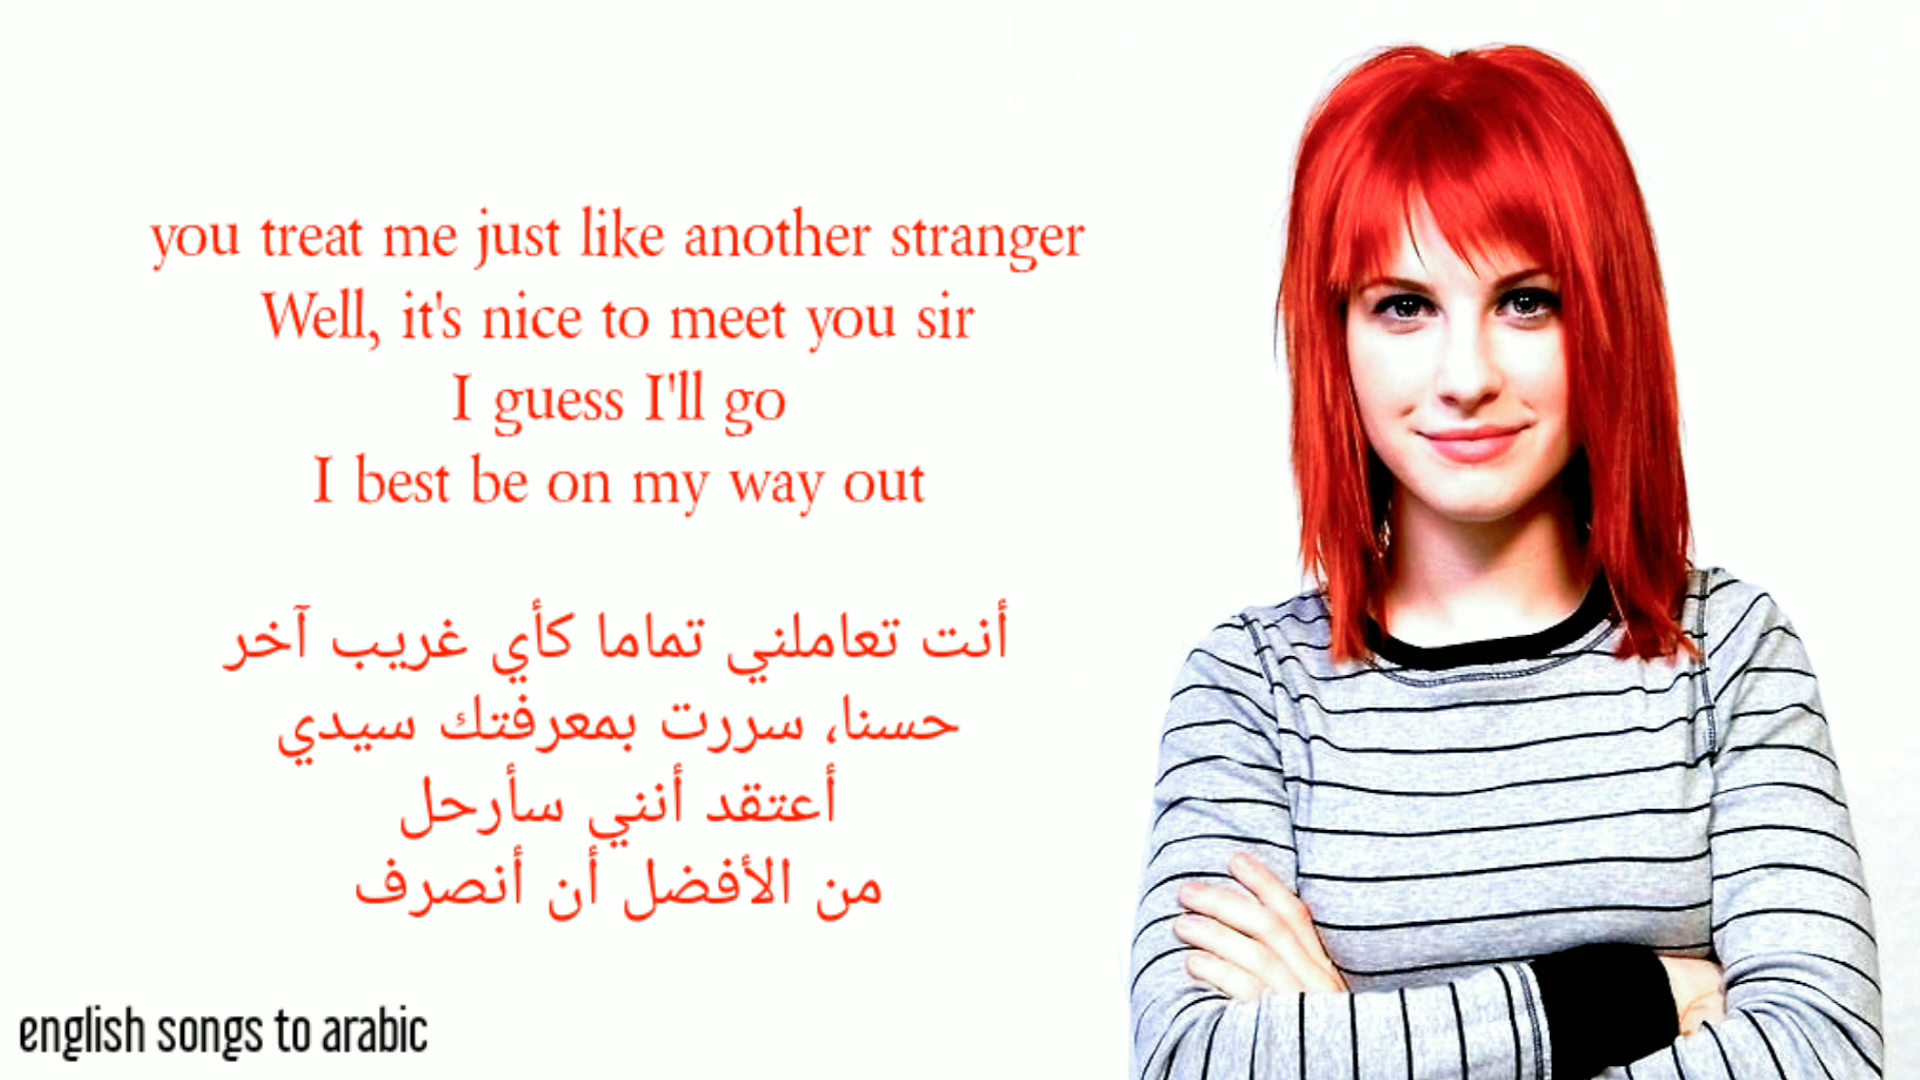 you treat me just like another stranger
Well, it's nice to meet you sir
I guess I'll go
I best be on my way out
أنت تعاملني تماما كأي غريب آخر
حسنا، سررت بمعرفتك سيدي
أعتقد أنني سأرحل
من الأفضل أن أنصرف
english songs to arabic